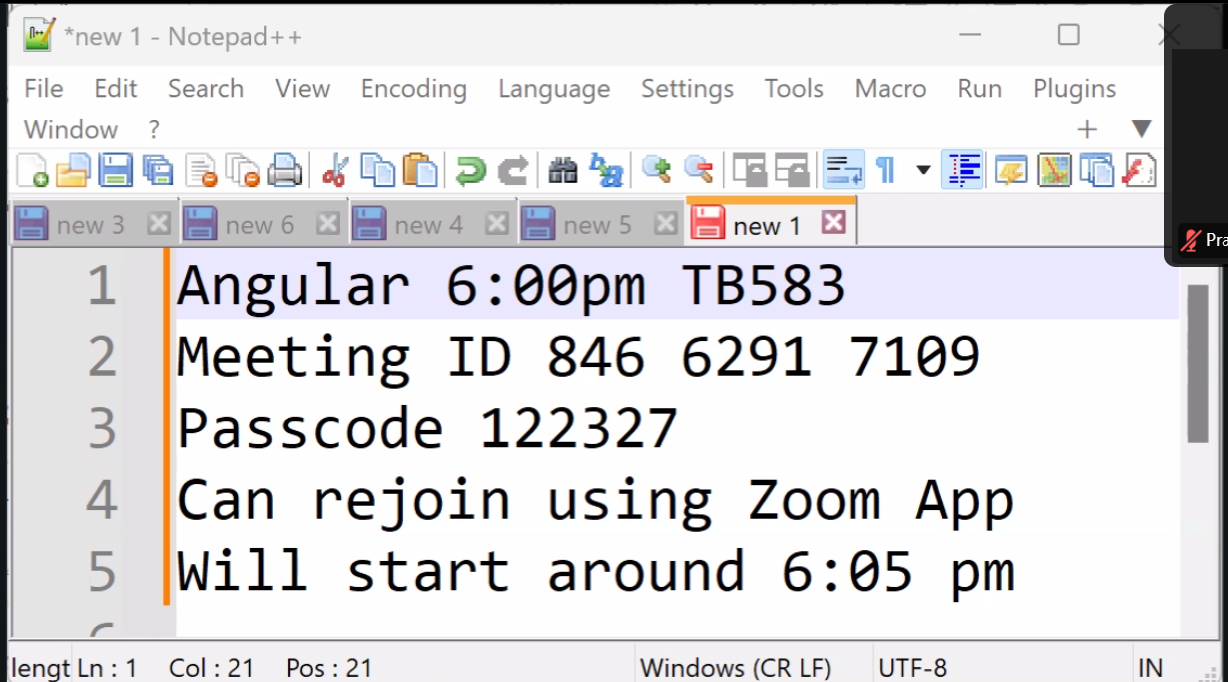 *new 1 - Notepad++
File Edit Search View Encoding Language Settings Tools Macro Run Plugins
Window ?
new 3 new 6 new 4 new 5 new 1
1 Angular 6:00pm TB583
2 Meeting ID 846 6291 7109
3 Passcode 122327
4 Can rejoin using Zoom App
5 Will start around 6:05 pm
Ln : 1 Col : 21 Pos : 21 Windows (CR LF) UTF-8 IN